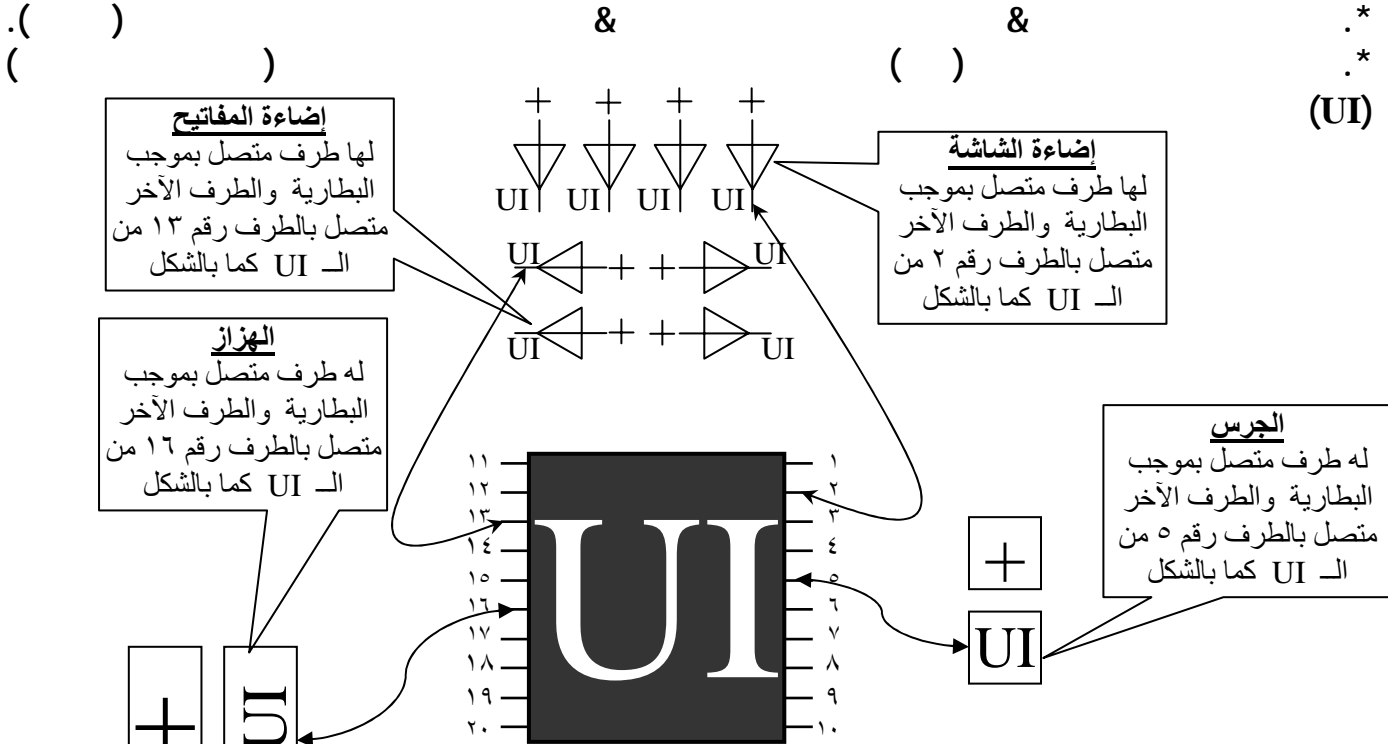 *. & & ( ).
*. ( ) ( )
(UI)
إضاءة المفاتيح
لها طرف متصل بموجب
البطارية والطرف الآخر
متصل بالطرف رقم ١٣ من
الــ UI كما بالشكل
+ + + +
UI UI UI UI
إضاءة الشاشة
لها طرف متصل بموجب
البطارية والطرف الآخر
متصل بالطرف رقم ٢ من
الــ UI كما بالشكل
UI + + UI
UI + + UI
الهزاز
له طرف متصل بموجب
البطارية والطرف الآخر
متصل بالطرف رقم ١٦ من
الــ UI كما بالشكل
الجرس
له طرف متصل بموجب
البطارية والطرف الآخر
متصل بالطرف رقم ٥ من
الــ UI كما بالشكل
١١ ١
١٢ ٢
١٣ ٣
١٤ ٤
١٥ ٥
١٦ ٦
١٧ ٧
١٨ ٨
١٩ ٩
٢٠ ١٠
UI
+
UI
+ UI